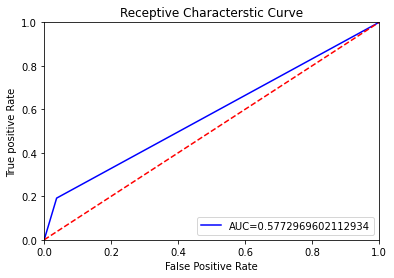 Receptive Characterstic Curve
1.0
0.8
0.6
0.4
0.2
0.0
True positive Rate
AUC=0.5772969602112934
0.0 0.2 0.4 0.6 0.8 1.0
False Positive Rate